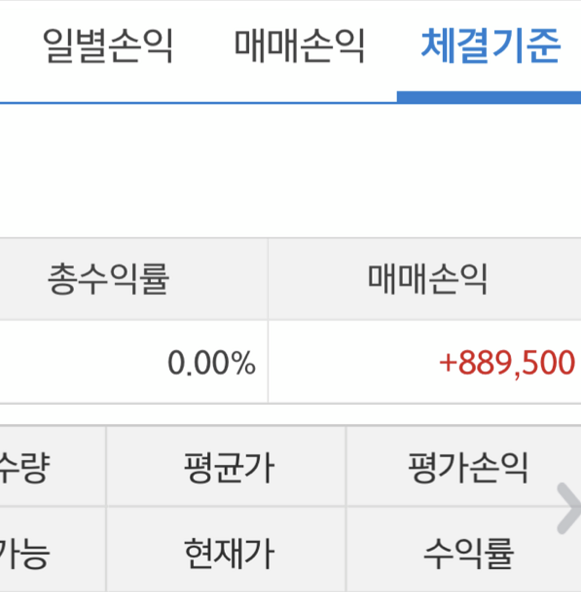 일별손익 매매손익 체결기준
총수익률 매매손익
0.00% +889,500
수량 평균가 평가손익
가능 현재가 수익률